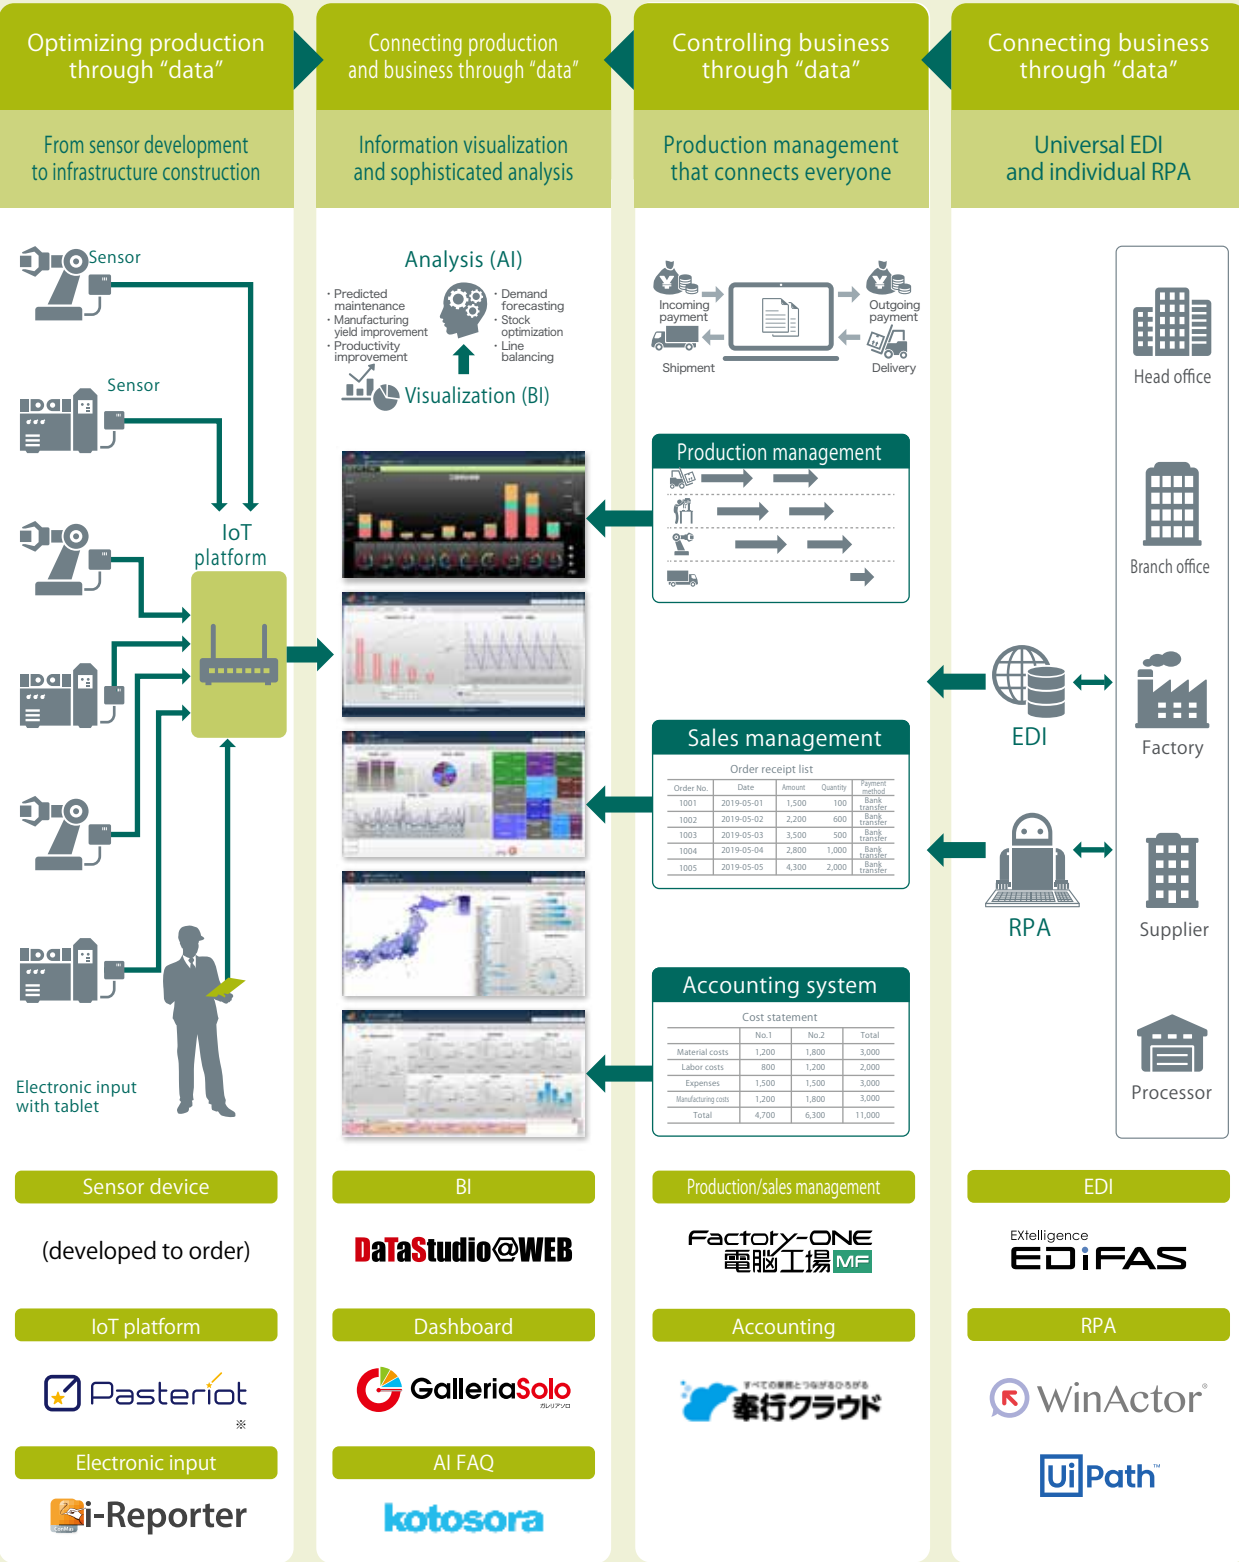 Optimizing production
through “data”
From sensor development
to infrastructure construction
Sensor
Sensor
IoT
platform
Electronic input
with tablet
Sensor device
(developed to order)
IoT platform
Pasteriot
※
Electronic input
ConMas
i-Reporter
Connecting production
and business through “data”
Information visualization
and sophisticated analysis
Analysis (AI)
・Predicted
maintenance
・Manufacturing
yield improvement
・Productivity
improvement
・Demand
forecasting
・Stock
optimization
・Line
balancing
Visualization (BI)
BI
DaTaStudio@WEB
Dashboard
GalleriaSolo
ガレリアソロ
AI FAQ
kotosora
Controlling business
through “data”
Production management
that connects everyone
¥
Incoming
payment
¥
Outgoing
payment
Shipment
Delivery
Production management
Sales management
Order receipt list
Order No. Date Amount Quantity Payment
method
1001 2019-05-01 1,500 100 Bank
transfer
1002 2019-05-02 2,200 600 Bank
transfer
1003 2019-05-03 3,500 500 Bank
transfer
1004 2019-05-04 2,800 1,000 Bank
transfer
1005 2019-05-05 4,300 2,000 Bank
transfer
Accounting system
Cost statement
No.1 No.2 Total
Material costs 1,200 1,800 3,000
Labor costs 800 1,200 2,000
Expenses 1,500 1,500 3,000
Manufacturing costs 1,200 1,800 3,000
Total 4,700 6,300 11,000
Production/sales management
Factory-ONE
電脳工場 MF
Accounting
すべての業務とつながるひろがる
奉行クラウド
Connecting business
through “data”
Universal EDI
and individual RPA
Head office
Branch office
EDI
Factory
RPA
Supplier
Processor
EDI
EXtelligence
EDiFAS
RPA
WinActor®
UiPath™